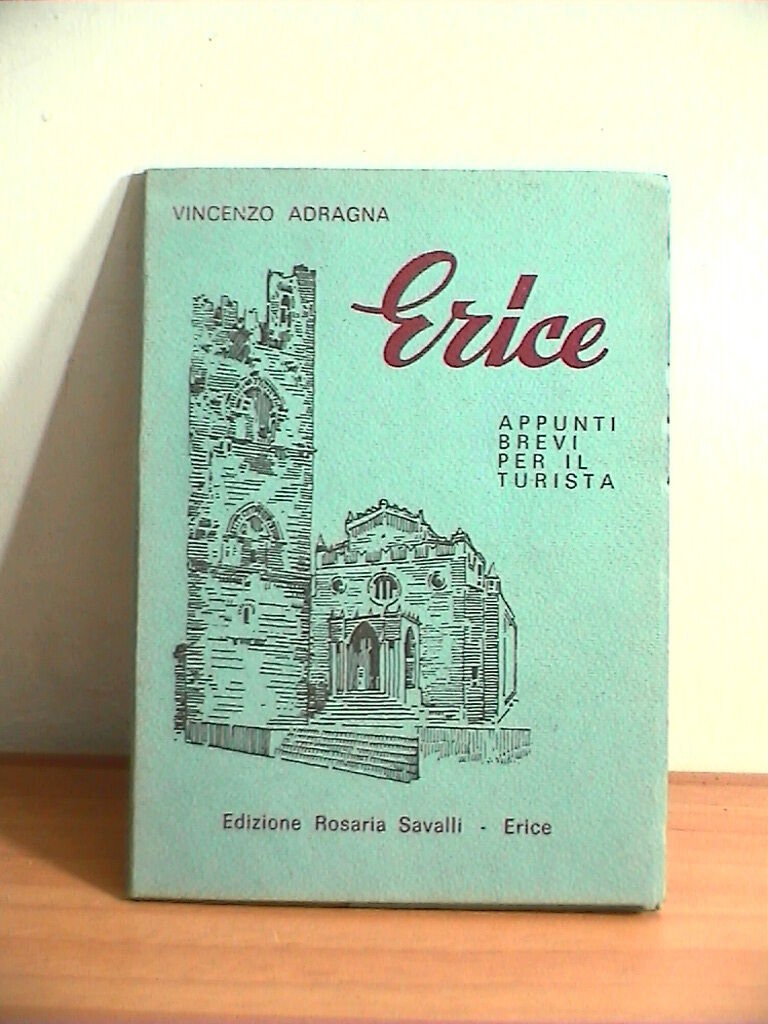 VINCENZO ADRAGNA
Erice
APPUNTI
BREVI
PER IL
TURISTA
Edizione Rosaria Savalli - Erice